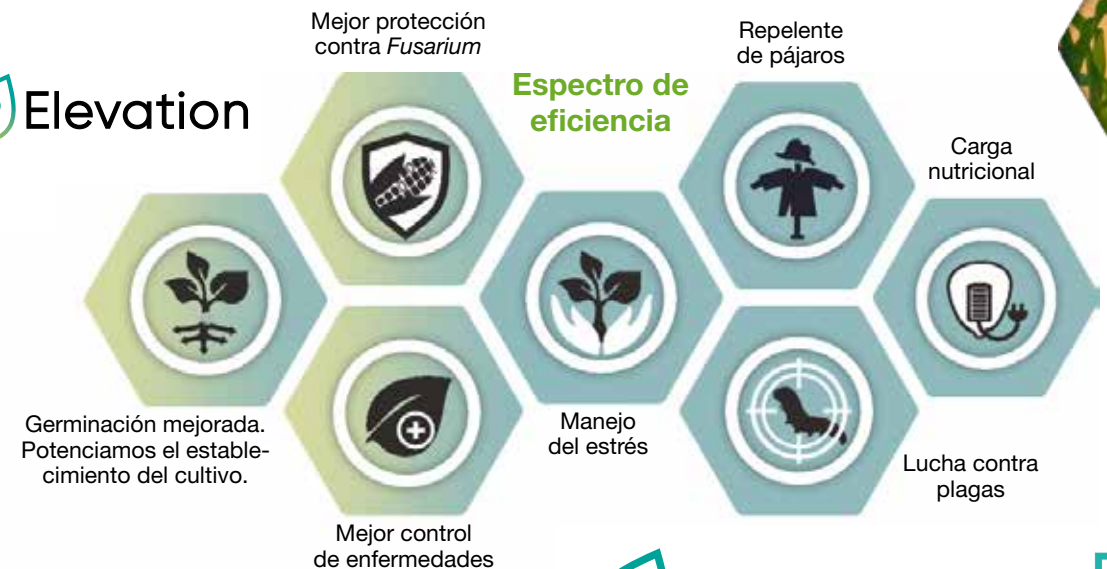 Mejor protección
contra Fusarium
Repelente
de pájaros
Elevation
Espectro de
eficiencia
Carga
nutricional
Germinación mejorada.
Potenciamos el estable-
cimiento del cultivo.
Manejo
del estrés
Lucha contra
plagas
Mejor control
de enfermedades